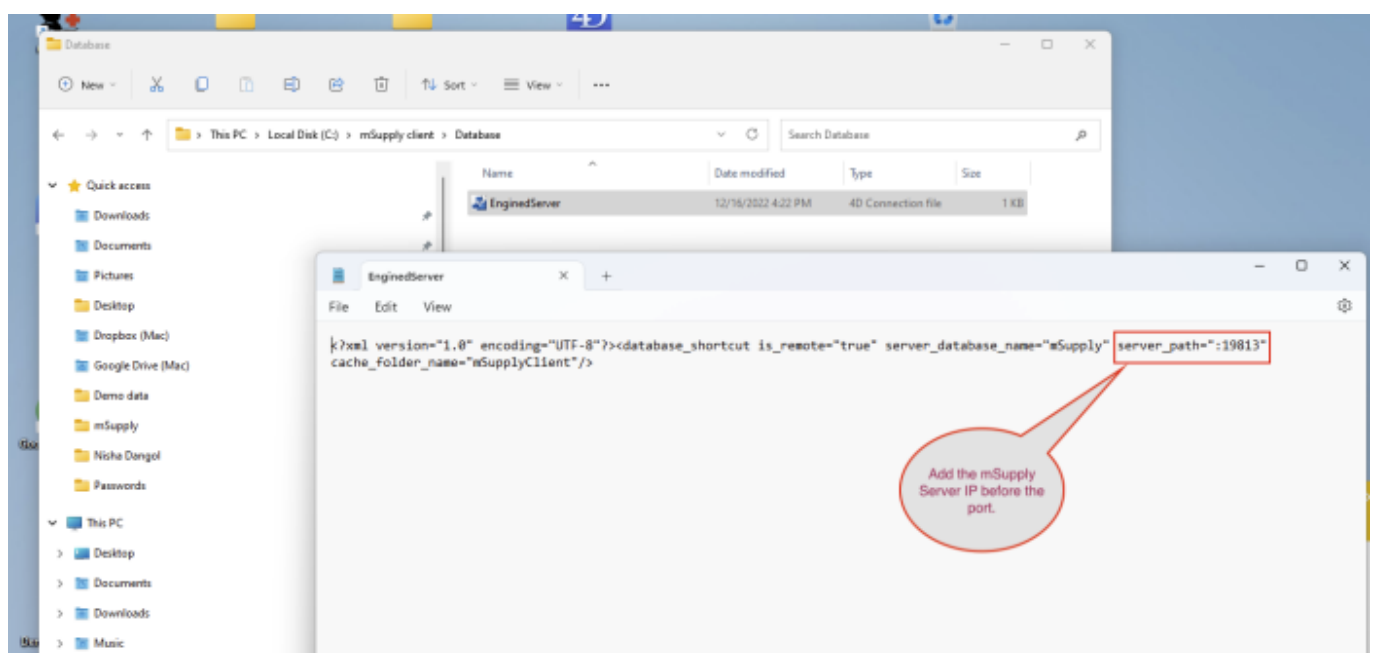 4D
Database
New
Sort
View
This PC > Local Disk (C:) > mSupply client > Database
Search Database
Name
Date modified
Type
Size
Quick access
EnginedServer
12/16/2022 4:22 PM
4D Connection file
1 KB
Downloads
Documents
Pictures
Desktop
Dropbox (Mac)
Google Drive (Mac)
Demo data
mSupply
Nisha Dangol
Passwords
This PC
Desktop
Documents
Downloads
Music
EnginedServer
File Edit View
<?xml version="1.0" encoding="UTF-8"?><database_shortcut is_remote="true" server_database_name="mSupply" server_path=":19813"
cache_folder_name="mSupplyClient"/>
Add the mSupply
Server IP before the
port.